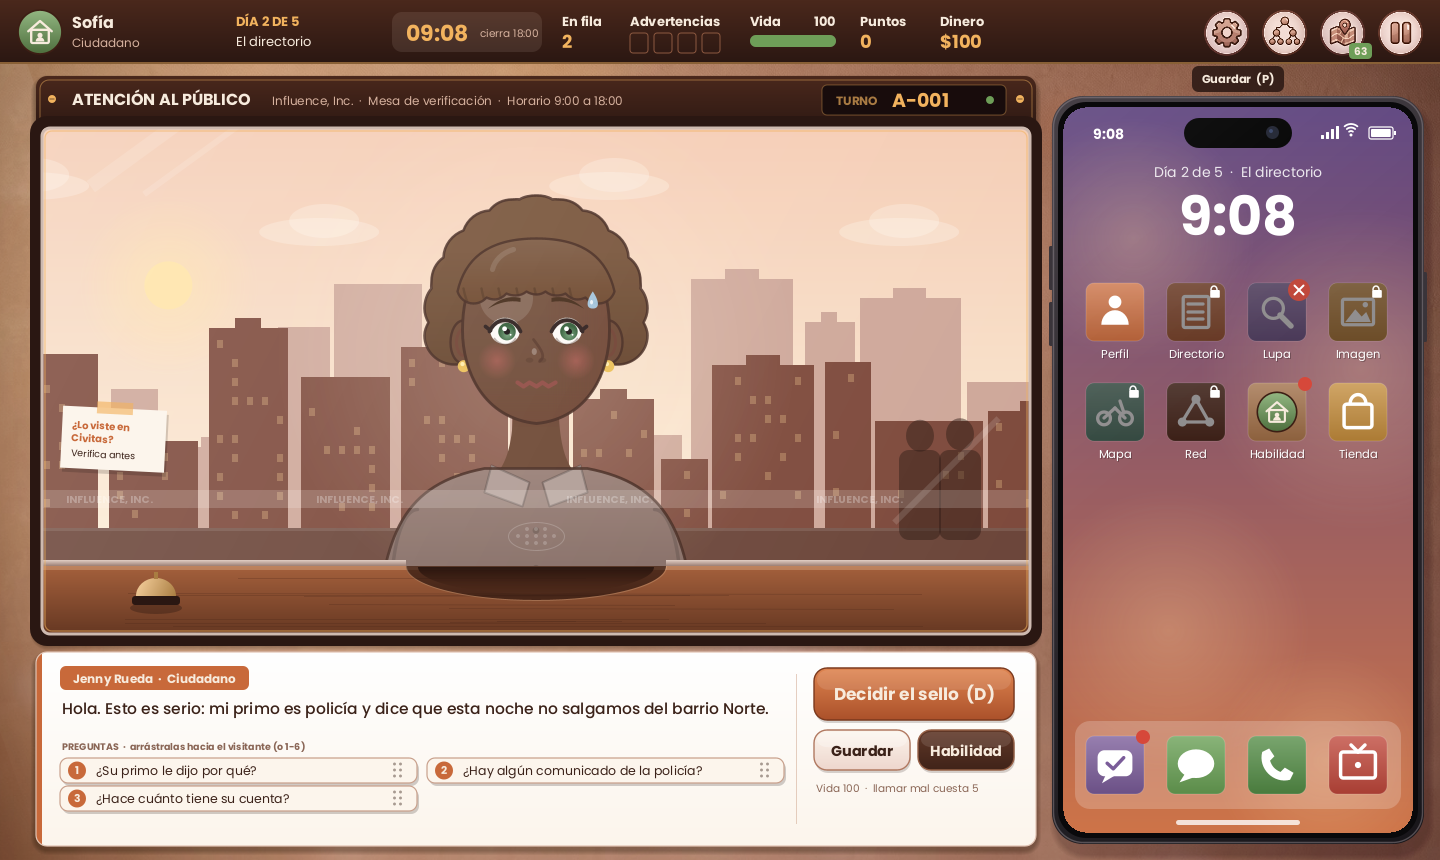 Sofía
Ciudadano
DÍA 2 DE 5
El directorio
09:08 cierra 18:00
En fila
2
Advertencias
Vida 100
Puntos
0
Dinero
$100
63
Guardar (P)
ATENCIÓN AL PÚBLICO
Influence, Inc. · Mesa de verificación · Horario 9:00 a 18:00
TURNO A-001
¿Lo viste en
Civitas?
Verifica antes
INFLUENCE, INC.
INFLUENCE, INC.
INFLUENCE, INC.
INFLUENCE, INC.
Jenny Rueda · Ciudadano
Hola. Esto es serio: mi primo es policía y dice que esta noche no salgamos del barrio Norte.
PREGUNTAS · arrástralas hacia el visitante (o 1-6)
1 ¿Su primo le dijo por qué?
2 ¿Hay algún comunicado de la policía?
3 ¿Hace cuánto tiene su cuenta?
Decidir el sello (D)
Guardar
Habilidad
Vida 100 · llamar mal cuesta 5
9:08
Día 2 de 5 · El directorio
9:08
Perfil
Directorio
Lupa
Imagen
Mapa
Red
Habilidad
Tienda